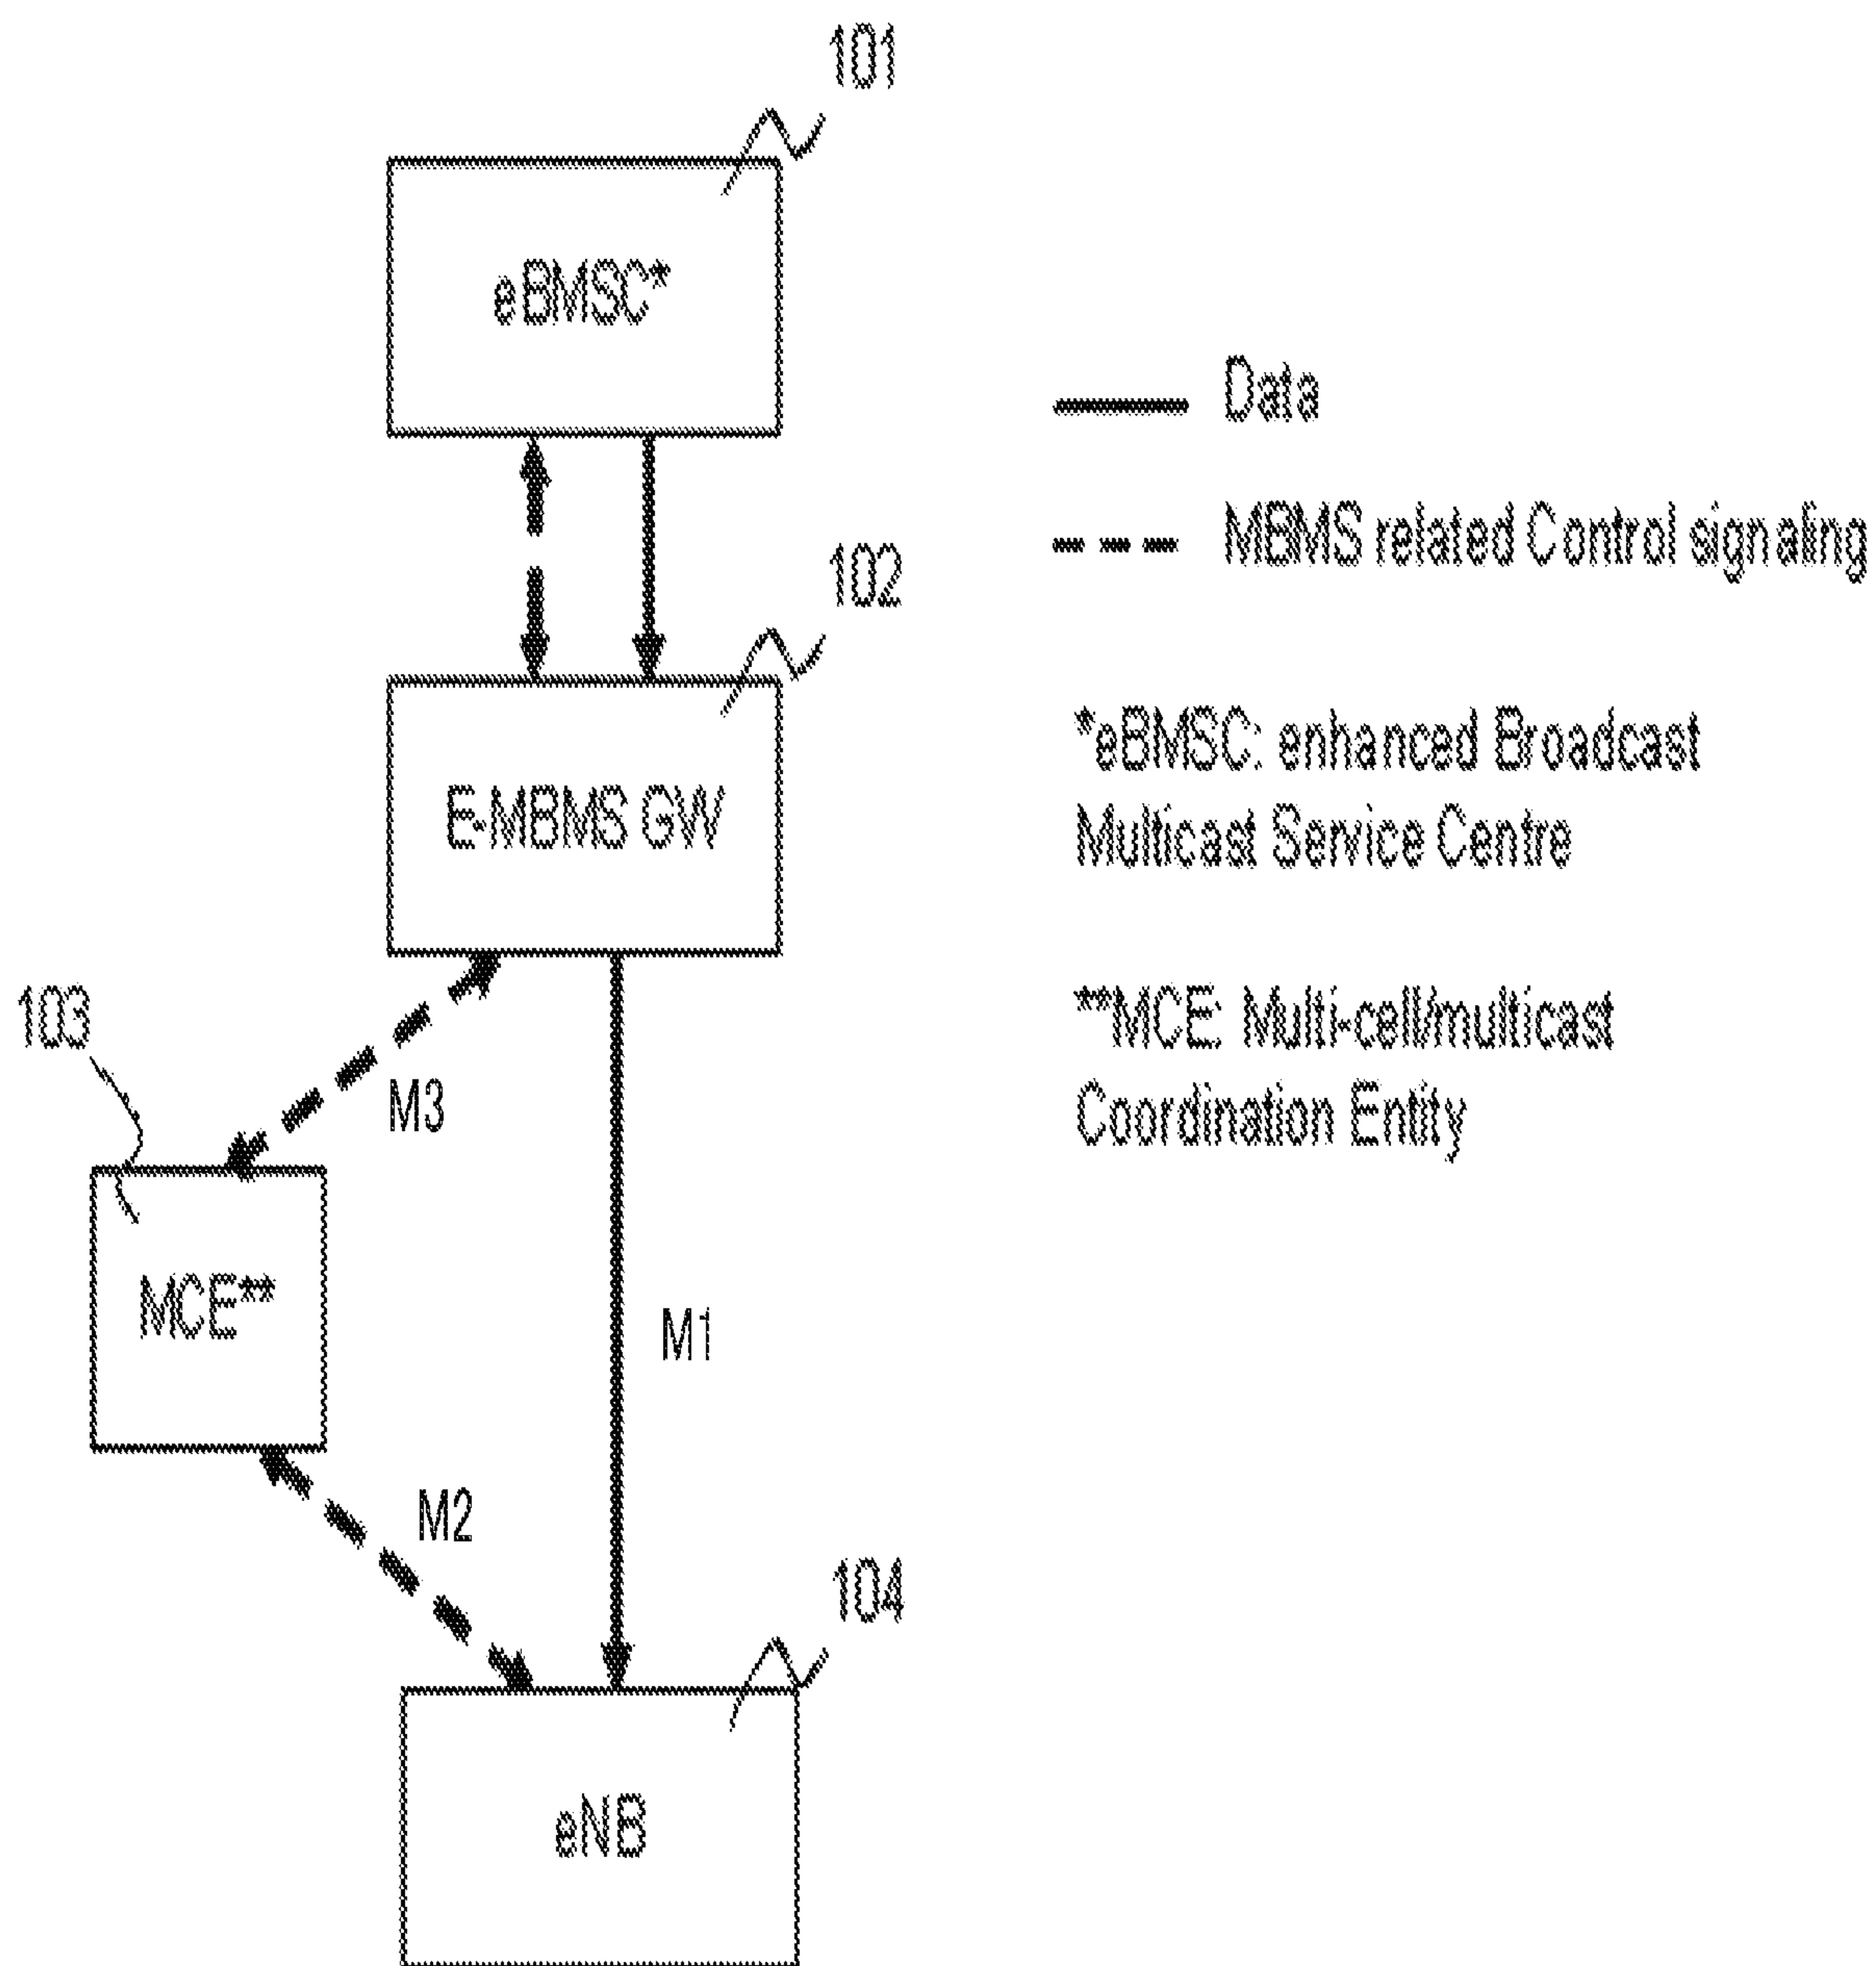 101
eBMSC*
Data
MBMS related Control signaling
102
E-MBMS GW
*eBMSC: enhanced Broadcast
Multicast Service Centre
**MCE: Multi-cell/multicast
Coordination Entity
103
M3
MCE**
M1
M2
104
eNB